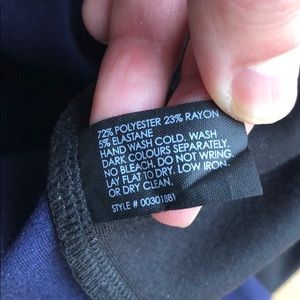 72% POLYESTER 23% RAYON
5% ELASTANE
HAND WASH COLD. WASH
DARK COLOURS SEPARATELY.
NO BLEACH. DO NOT WRING.
LAY FLAT TO DRY. LOW IRON.
OR DRY CLEAN.
STYLE # 00301881